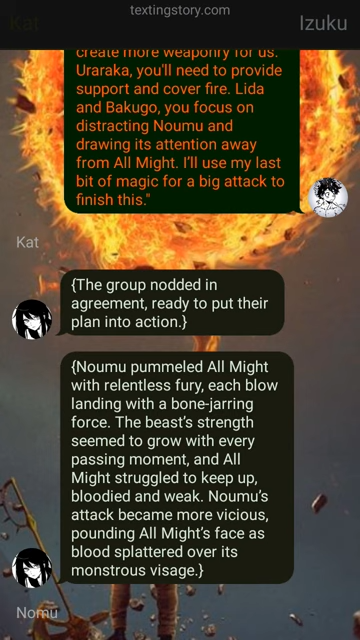 textingstory.com
Kat
Izuku
create more weaponry for us.
Uraraka, you'll need to provide
support and cover fire. Lida
and Bakugo, you focus on
distracting Noumu and
drawing its attention away
from All Might. I’ll use my last
bit of magic for a big attack to
finish this."
Kat
{The group nodded in
agreement, ready to put their
plan into action.}
{Noumu pummeled All Might
with relentless fury, each blow
landing with a bone-jarring
force. The beast’s strength
seemed to grow with every
passing moment, and All
Might struggled to keep up,
bloodied and weak. Noumu’s
attack became more vicious,
pounding All Might’s face as
blood splattered over its
monstrous visage.}
Nomu